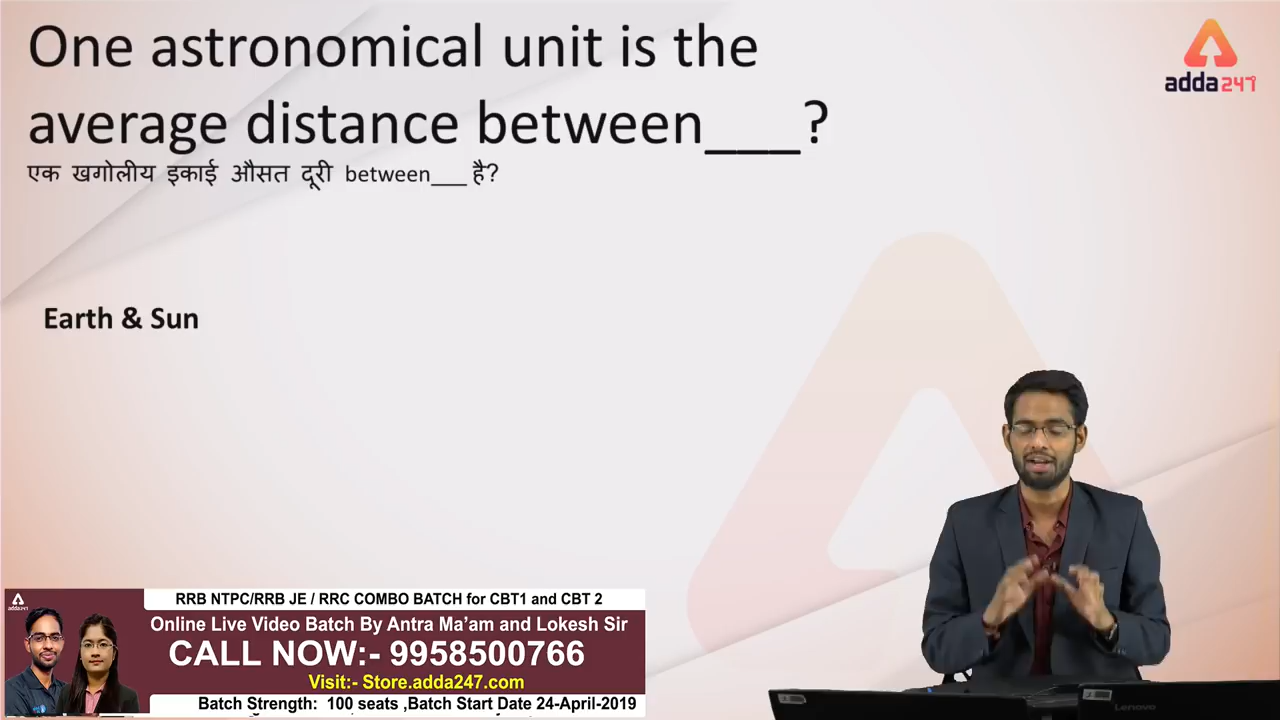 One astronomical unit is the
average distance between___?
एक खगोलीय इकाई औसत दूरी between___ है?
adda247
Earth & Sun
adda247
RRB NTPC/RRB JE / RRC COMBO BATCH for CBT1 and CBT 2
Online Live Video Batch By Antra Ma'am and Lokesh Sir
CALL NOW:- 9958500766
Visit:- Store.adda247.com
Batch Strength: 100 seats ,Batch Start Date 24-April-2019
Lenovo